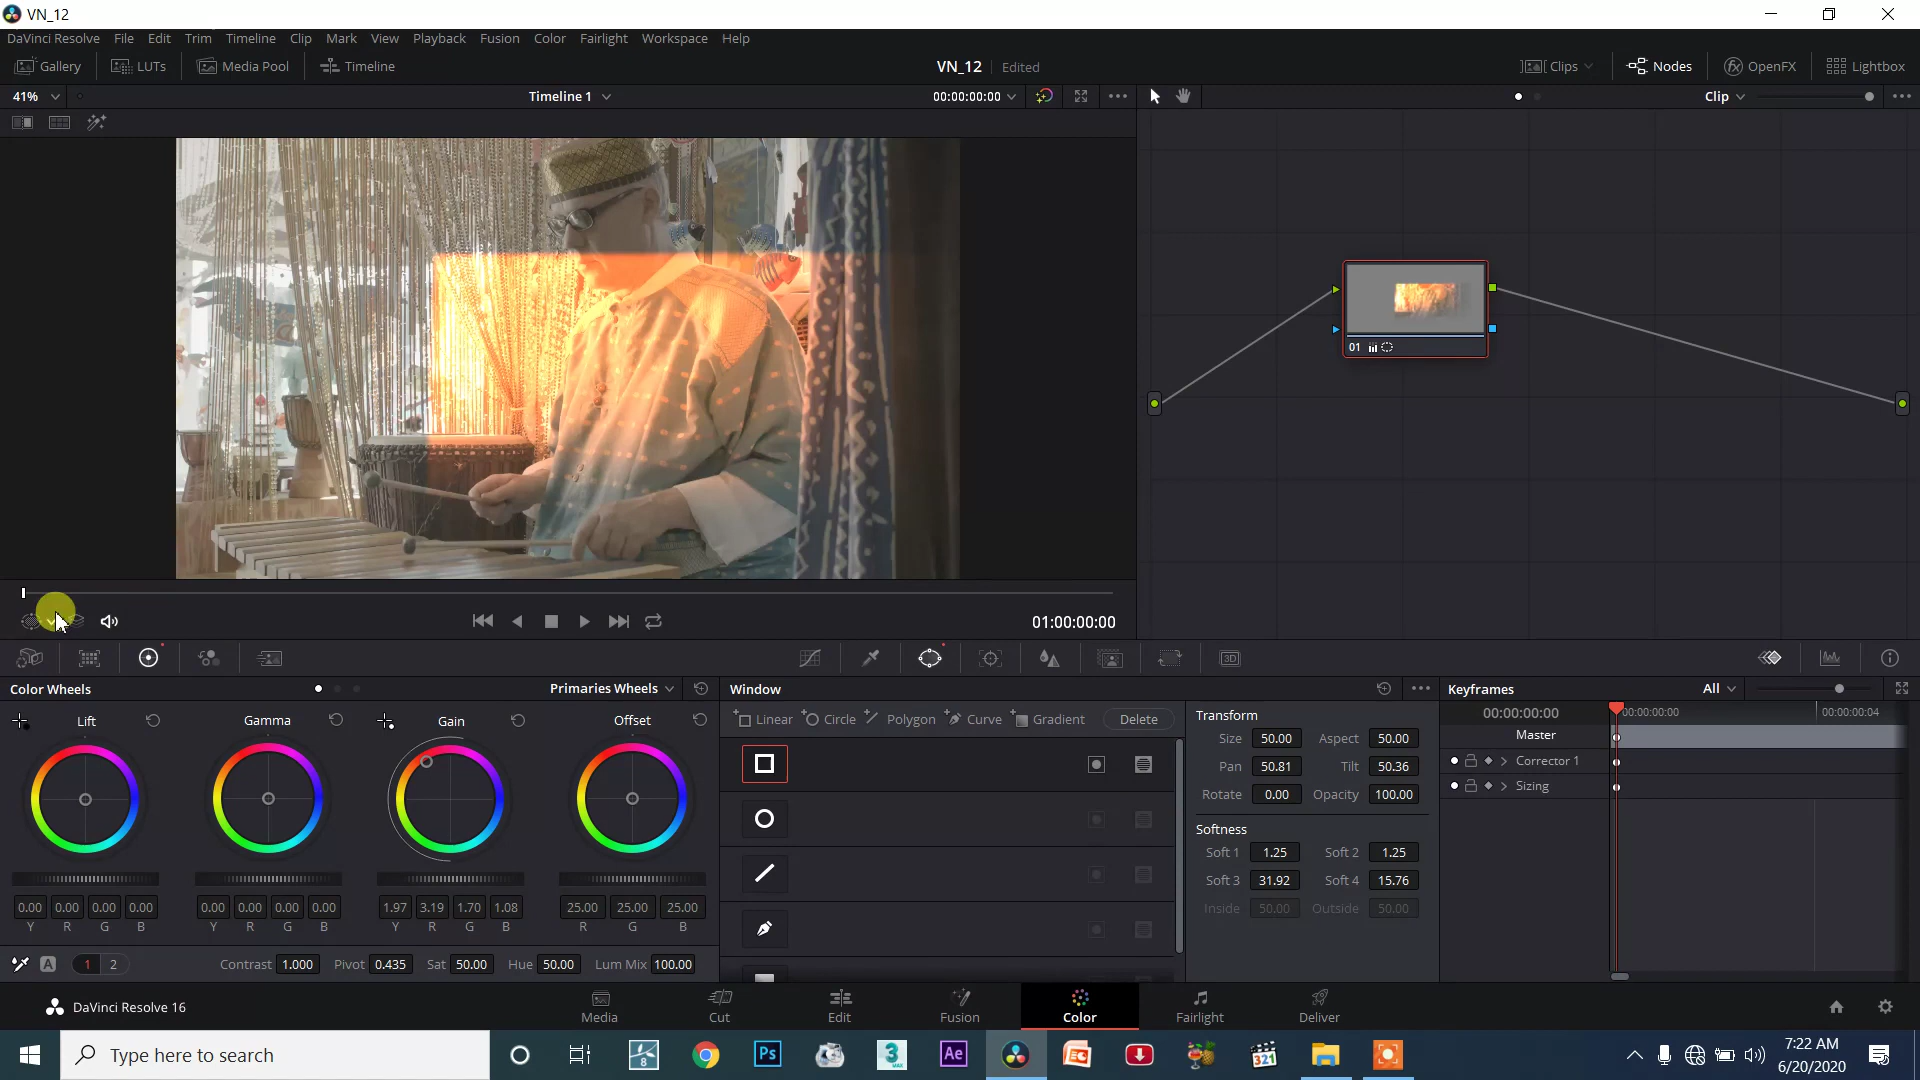 VN_12
DaVinci Resolve File Edit Trim Timeline Clip Mark View Playback Fusion Color Fairlight Workspace Help
Gallery LUTs Media Pool Timeline VN_12 Edited Clips Nodes OpenFX Lightbox
41% Timeline 1 00:00:00:00 Clip
01
01:00:00:00
Color Wheels Primaries Wheels Window Keyframes All
Lift Gamma Gain Offset
Linear Circle Polygon Curve Gradient Delete
Transform
Size 50.00 Aspect 50.00
Pan 50.81 Tilt 50.36
Rotate 0.00 Opacity 100.00
Softness
Soft 1 1.25 Soft 2 1.25
Soft 3 31.92 Soft 4 15.76
Inside 50.00 Outside 50.00
00:00:00:00 00:00:00:00 00:00:00:04
Master
Corrector 1
Sizing
0.00 0.00 0.00 0.00 0.00 0.00 0.00 0.00 1.97 3.19 1.70 1.08 25.00 25.00 25.00
Y R G B Y R G B Y R G B R G B
A 1 2 Contrast 1.000 Pivot 0.435 Sat 50.00 Hue 50.00 Lum Mix 100.00
DaVinci Resolve 16 Media Cut Edit Fusion Color Fairlight Deliver
3D
Type here to search
8 Ps 3 MAX Ae 321
7:22 AM
6/20/2020